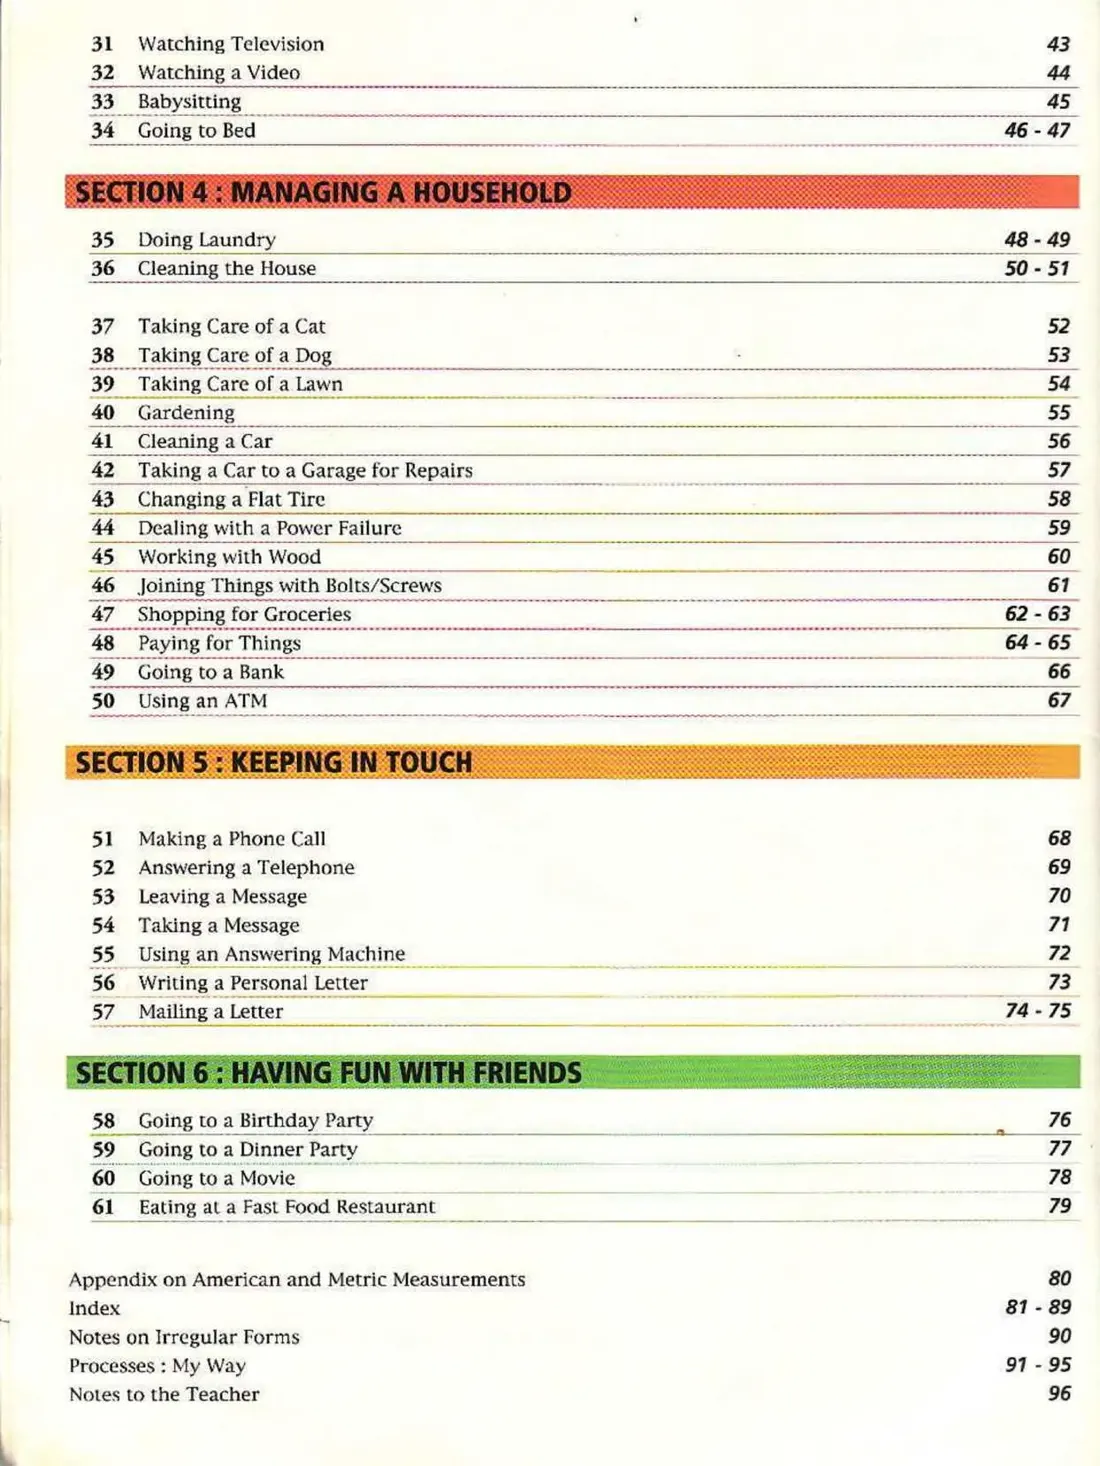 31 Watching Television 43
32 Watching a Video 44
33 Babysitting 45
34 Going to Bed 46 - 47
SECTION 4 : MANAGING A HOUSEHOLD
35 Doing Laundry 48 - 49
36 Cleaning the House 50 - 51
37 Taking Care of a Cat 52
38 Taking Care of a Dog 53
39 Taking Care of a Lawn 54
40 Gardening 55
41 Cleaning a Car 56
42 Taking a Car to a Garage for Repairs 57
43 Changing a Flat Tire 58
44 Dealing with a Power Failure 59
45 Working with Wood 60
46 Joining Things with Bolts/Screws 61
47 Shopping for Groceries 62 - 63
48 Paying for Things 64 - 65
49 Going to a Bank 66
50 Using an ATM 67
SECTION 5 : KEEPING IN TOUCH
51 Making a Phone Call 68
52 Answering a Telephone 69
53 Leaving a Message 70
54 Taking a Message 71
55 Using an Answering Machine 72
56 Writing a Personal Letter 73
57 Mailing a Letter 74 - 75
SECTION 6 : HAVING FUN WITH FRIENDS
58 Going to a Birthday Party 76
59 Going to a Dinner Party 77
60 Going to a Movie 78
61 Eating at a Fast Food Restaurant 79
Appendix on American and Metric Measurements 80
Index 81 - 89
Notes on Irregular Forms 90
Processes : My Way 91 - 95
Notes to the Teacher 96